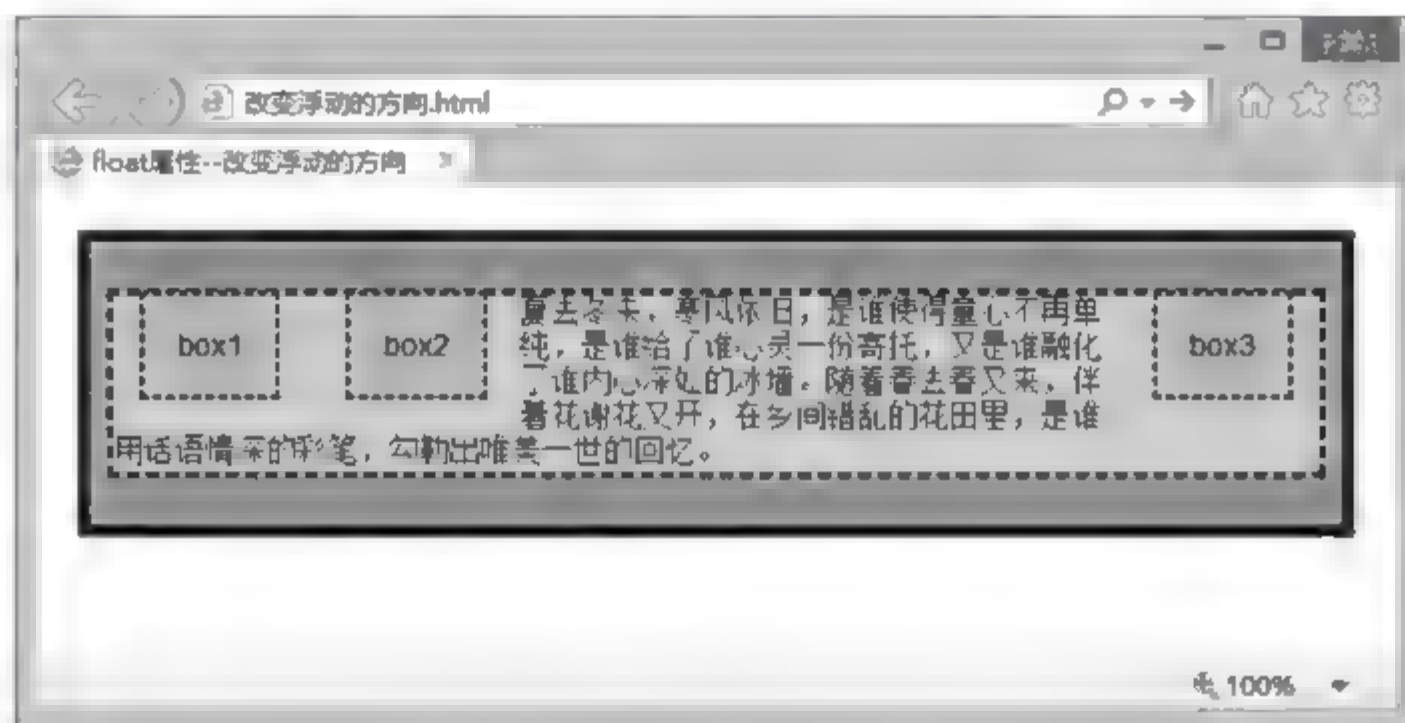 改变浮动的方向.html
float属性--改变浮动的方向
box1
box2
夏去冬来，寒风依旧，是谁使得童心不再单
纯，是谁给了谁心灵一份寄托，又是谁融化
了谁内心深处的冰墙。随着春去春又来，伴
着花谢花又开，在乡间错乱的花田里，是谁
用话语情深的彩笔，勾勒出唯美一世的回忆。
box3
100%